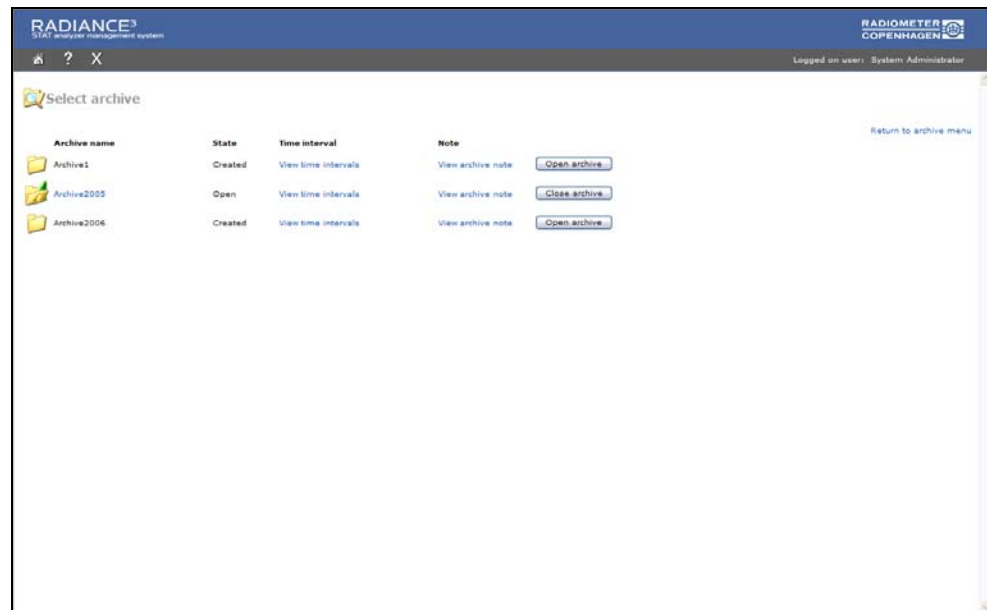 RADIANCE³
STAT analyzer management system
RADIOMETER
COPENHAGEN
? X
Logged on user: System Administrator
Select archive
Return to archive menu
Archive name State Time interval Note
Archive1 Created View time intervals View archive note Open archive
Archive2005 Open View time intervals View archive note Close archive
Archive2006 Created View time intervals View archive note Open archive